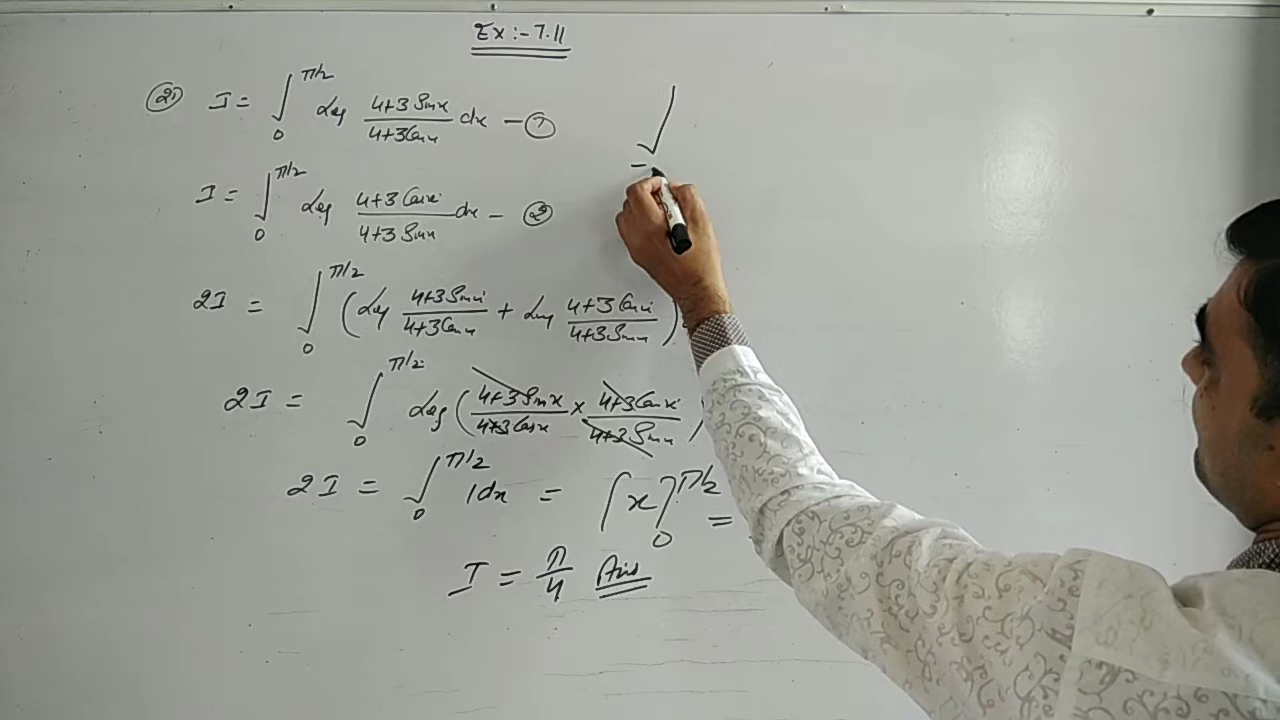 Ex:- 7.11
(21) I = ∫₀^π/2 log (4+3 Sinx)/(4+3Cosx) dx — (1)
I = ∫₀^π/2 log (4+3 Cosx)/(4+3 Sinx) dx — (2)
2I = ∫₀^π/2 (log (4+3Sinx)/(4+3Cosx) + log (4+3Cosx)/(4+3Sinx))
2I = ∫₀^π/2 log((4+3Sinx)/(4+3Cosx) × (4+3Cosx)/(4+3Sinx))
2I = ∫₀^π/2 1dx = [x]₀^π/2 =
I = π/4 Ans